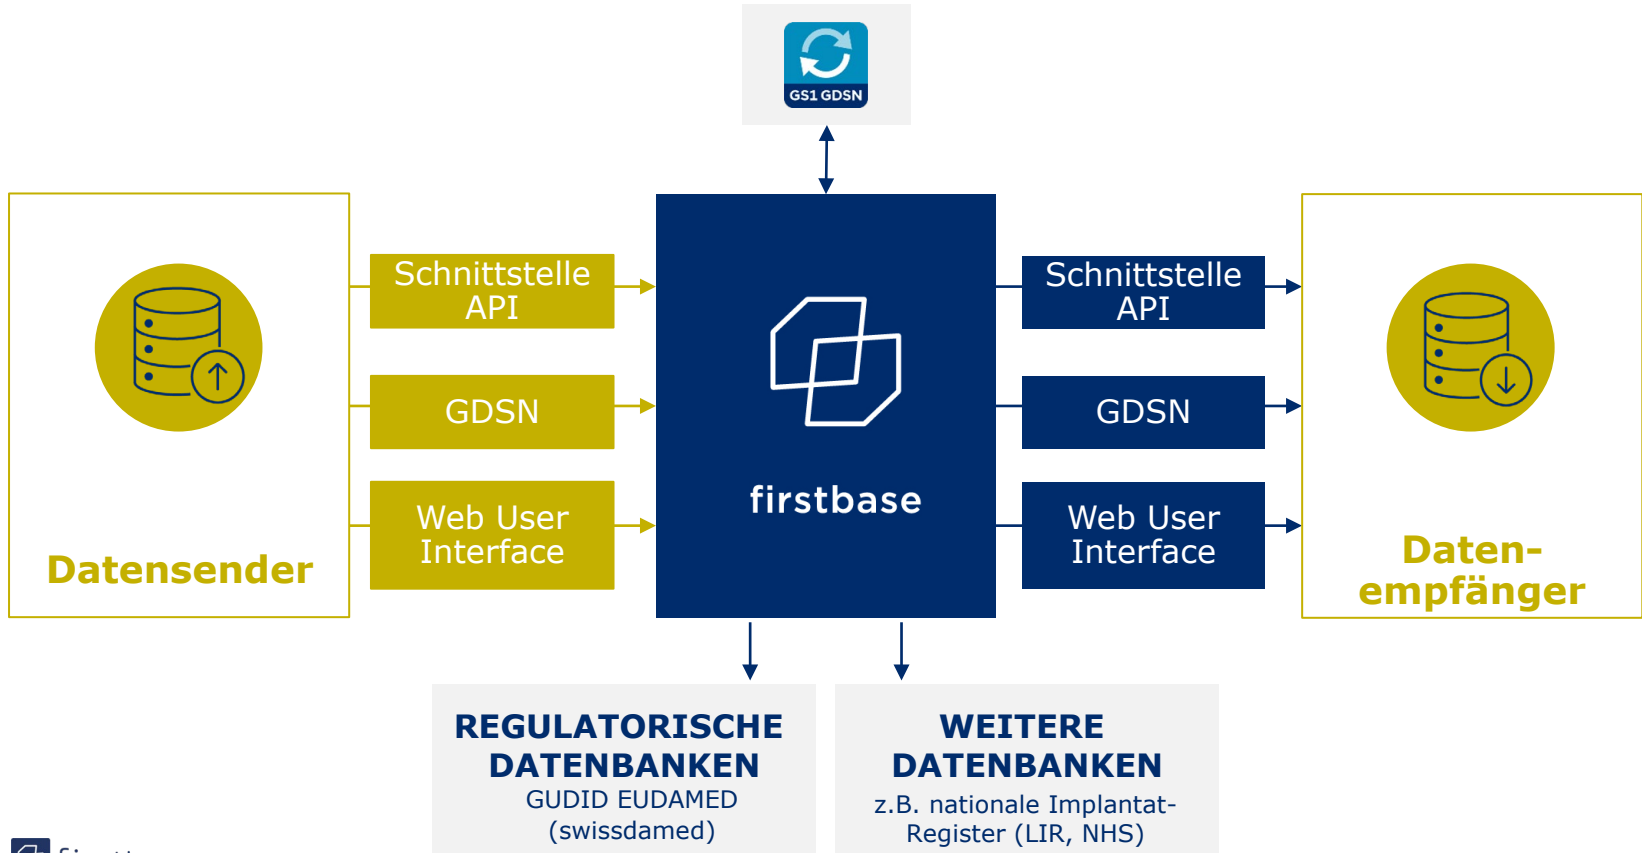 GS1 GDSN
Schnittstelle
API
GDSN
Web User
Interface
Datensender
firstbase
Schnittstelle
API
GDSN
Web User
Interface
Daten-
empfänger
REGULATORISCHE
DATENBANKEN
GUDID EUDAMED
(swissdamed)
WEITERE
DATENBANKEN
z.B. nationale Implantat-
Register (LIR, NHS)